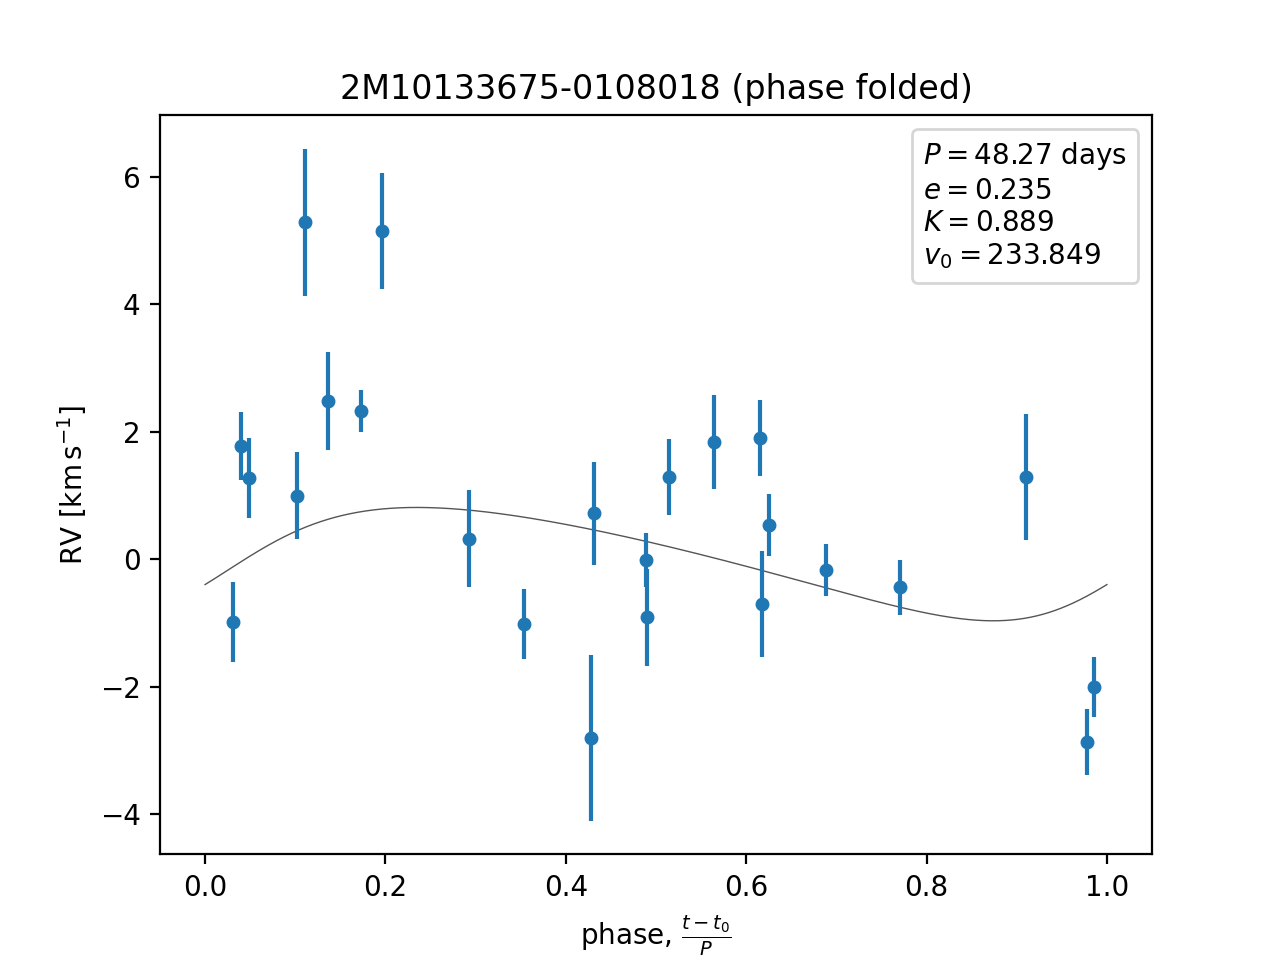 2M10133675-0108018 (phase folded)
P = 48.27 days
e = 0.235
K = 0.889
v₀ = 233.849
RV [km s⁻¹]
6
4
2
0
−2
−4
0.0 0.2 0.4 0.6 0.8 1.0
phase, (t − t₀)/P